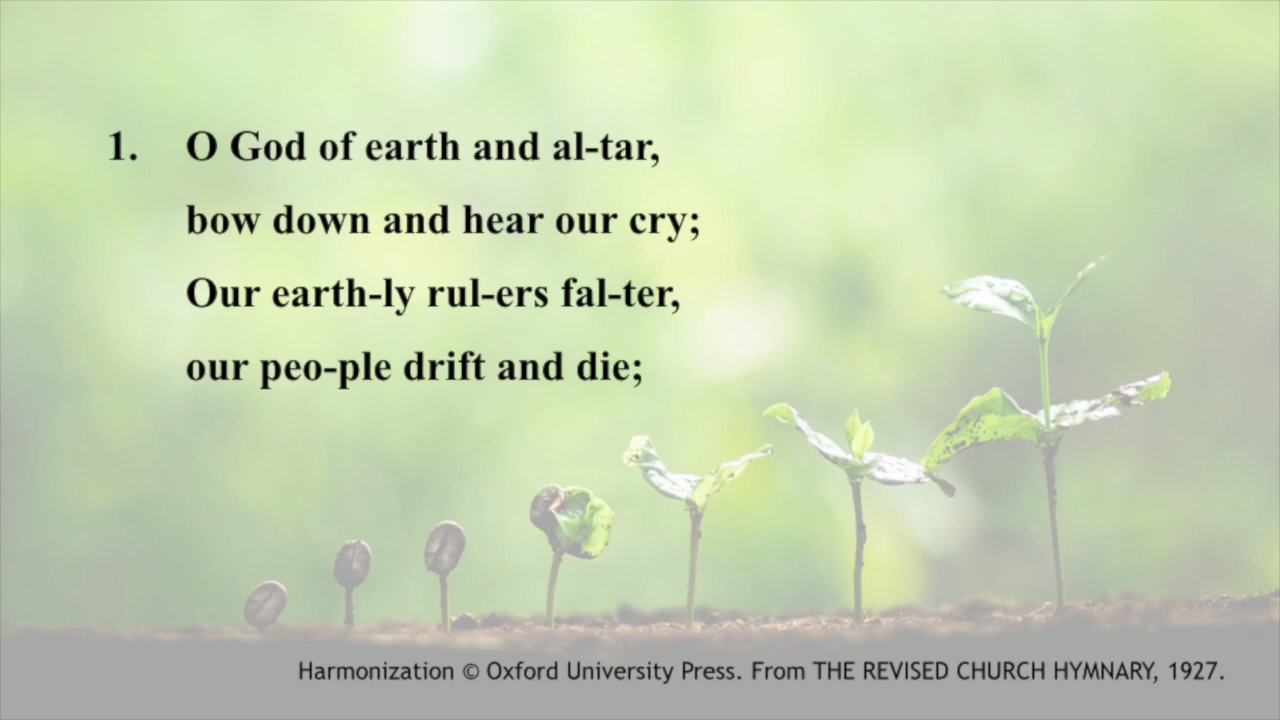 1. O God of earth and al-tar,
bow down and hear our cry;
Our earth-ly rul-ers fal-ter,
our peo-ple drift and die;
Harmonization © Oxford University Press. From THE REVISED CHURCH HYMNARY, 1927.